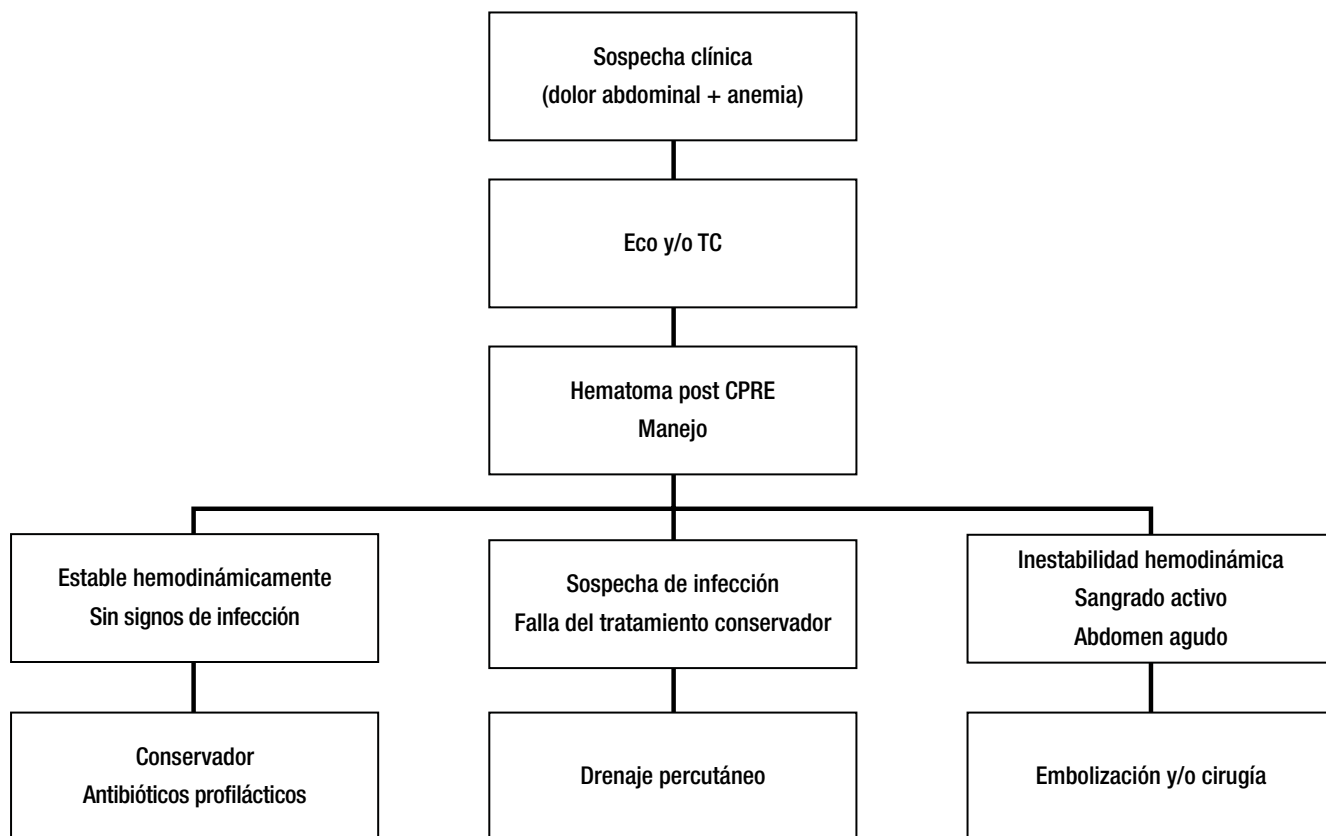 Sospecha clínica
(dolor abdominal + anemia)
Eco y/o TC
Hematoma post CPRE
Manejo
Estable hemodinámicamente
Sin signos de infección
Sospecha de infección
Falla del tratamiento conservador
Inestabilidad hemodinámica
Sangrado activo
Abdomen agudo
Conservador
Antibióticos profilácticos
Drenaje percutáneo
Embolización y/o cirugía